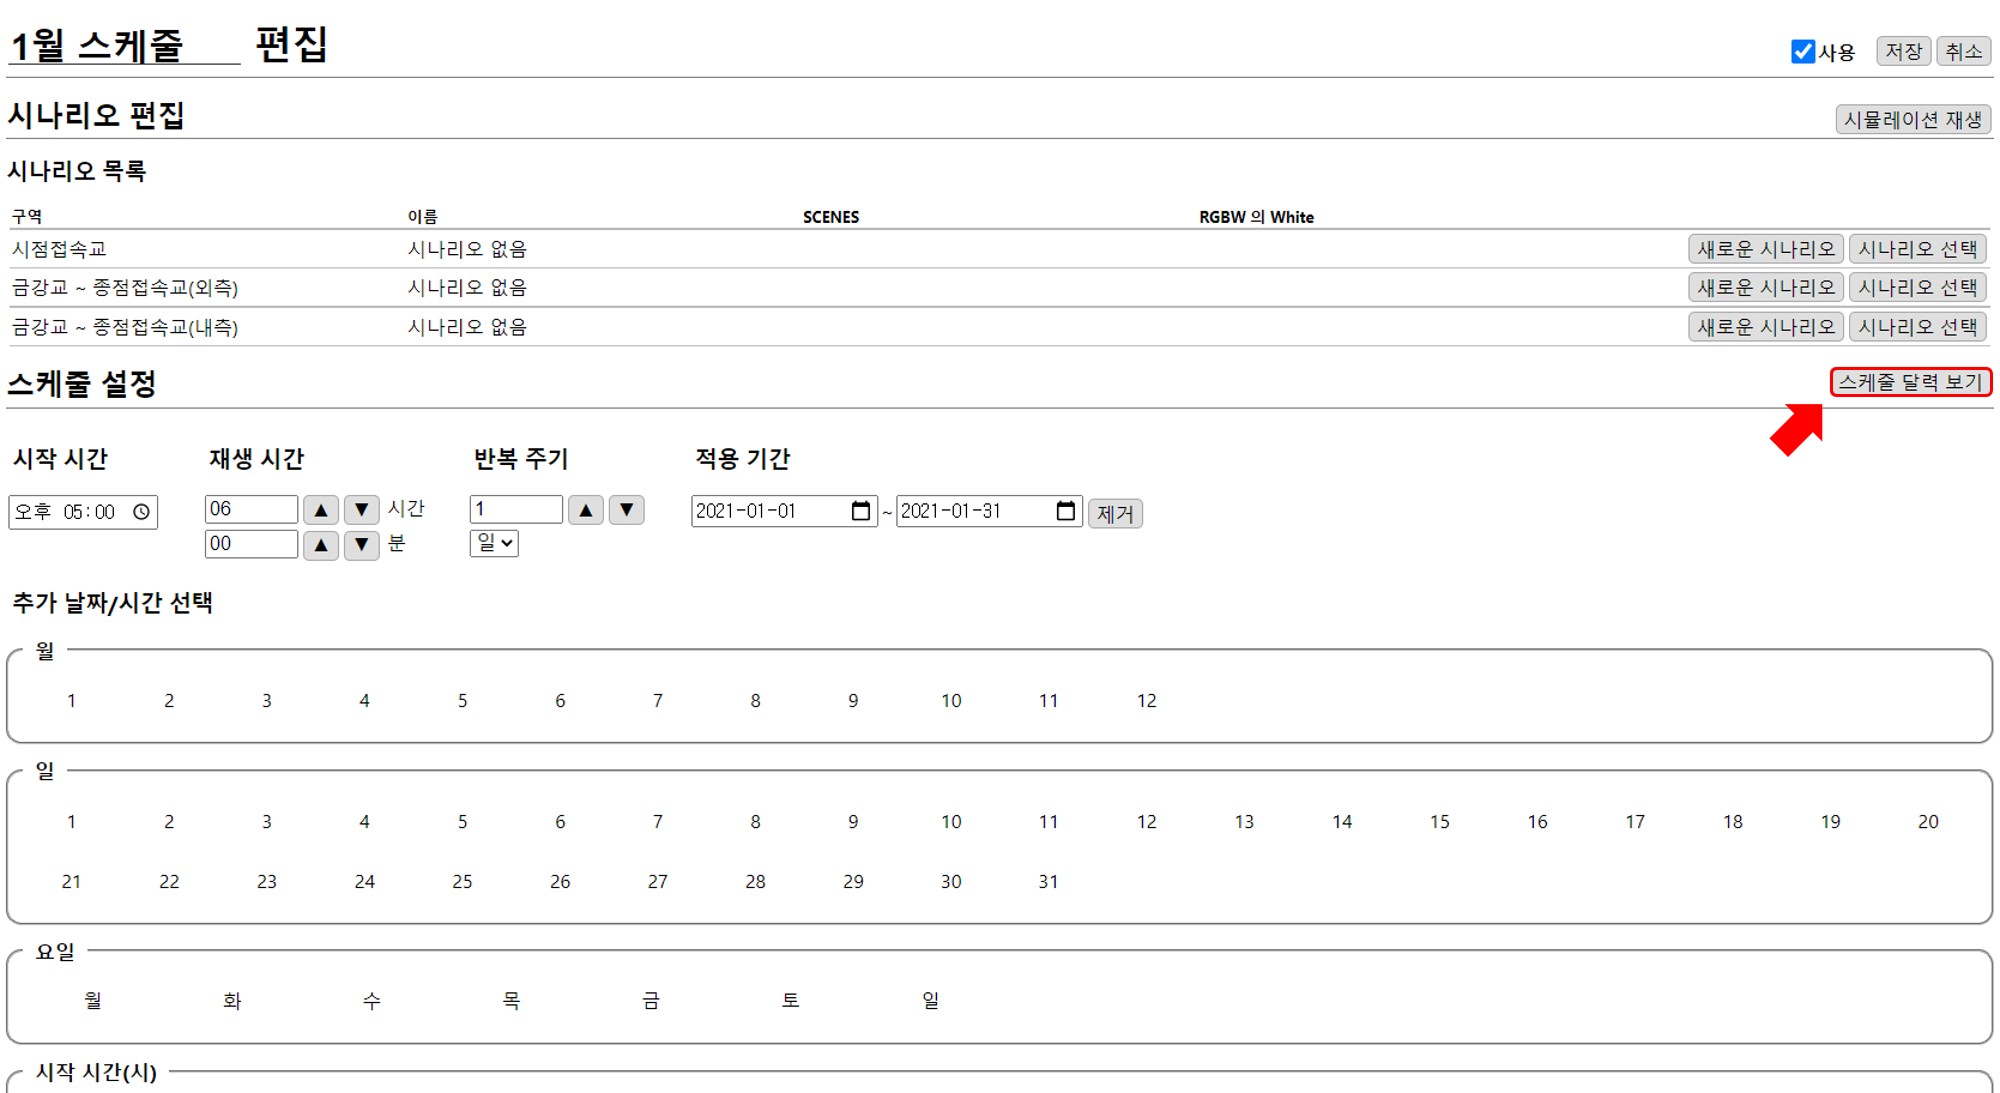 1월 스케줄 편집
사용 저장 취소
시나리오 편집
시뮬레이션 재생
시나리오 목록
구역 이름 SCENES RGBW 의 White
시점접속교 시나리오 없음 새로운 시나리오 시나리오 선택
금강교 ~ 종점접속교(외측) 시나리오 없음 새로운 시나리오 시나리오 선택
금강교 ~ 종점접속교(내측) 시나리오 없음 새로운 시나리오 시나리오 선택
스케줄 설정
스케줄 달력 보기
시작 시간 재생 시간 반복 주기 적용 기간
오후 05:00 06 ▲ ▼ 시간 1 ▲ ▼ 2021-01-01 ~ 2021-01-31 제거
00 ▲ ▼ 분 일
추가 날짜/시간 선택
월
1 2 3 4 5 6 7 8 9 10 11 12
일
1 2 3 4 5 6 7 8 9 10 11 12 13 14 15 16 17 18 19 20
21 22 23 24 25 26 27 28 29 30 31
요일
월 화 수 목 금 토 일
시작 시간(시)